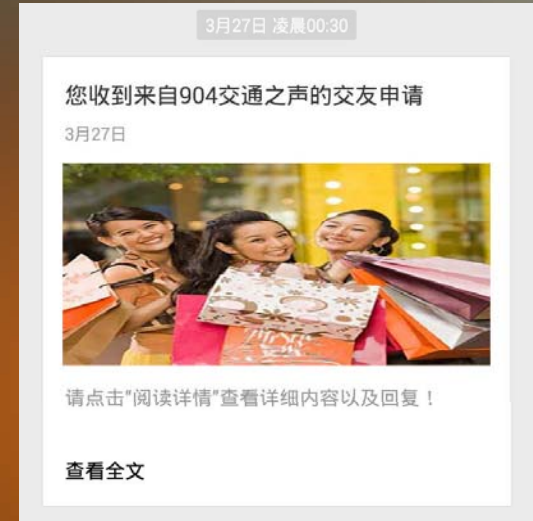 3月27日 凌晨00:30
您收到来自904交通之声的交友申请
3月27日
请点击"阅读详情"查看详细内容以及回复！
查看全文